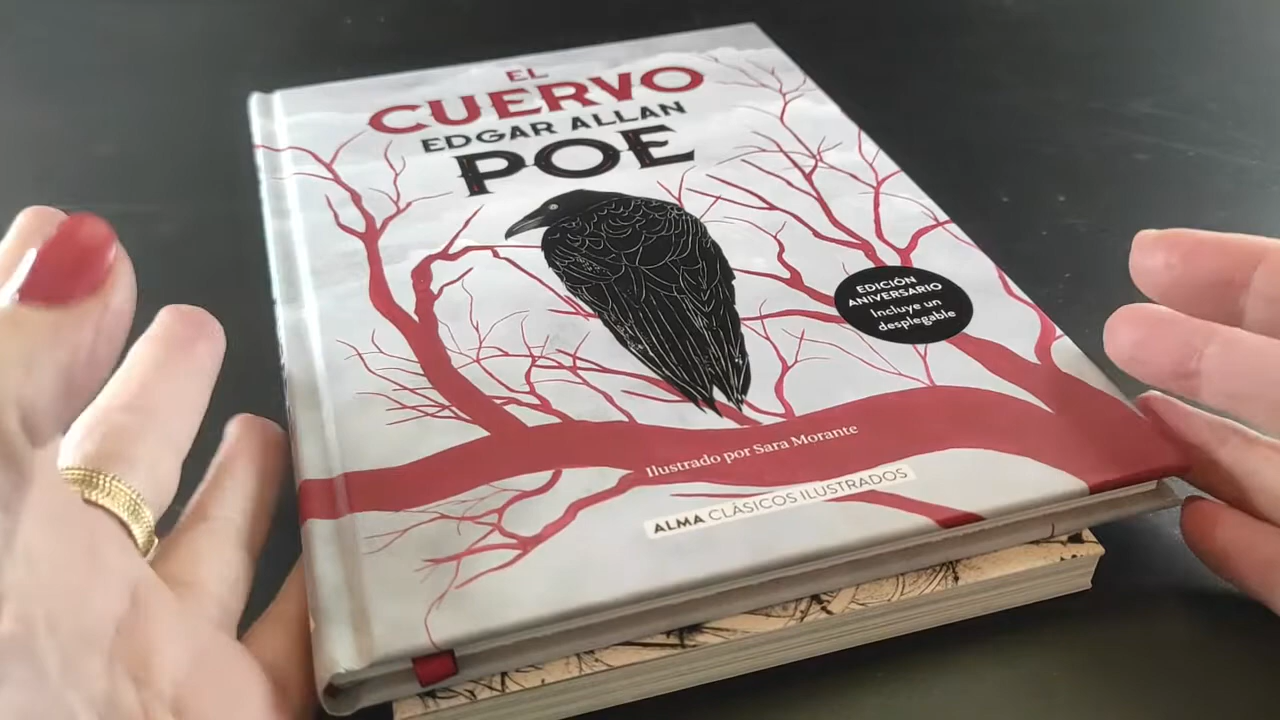 EL
CUERVO
EDGAR ALLAN
POE
EDICIÓN
ANIVERSARIO
Incluye un
desplegable
Ilustrado por Sara Morante
ALMA CLÁSICOS ILUSTRADOS